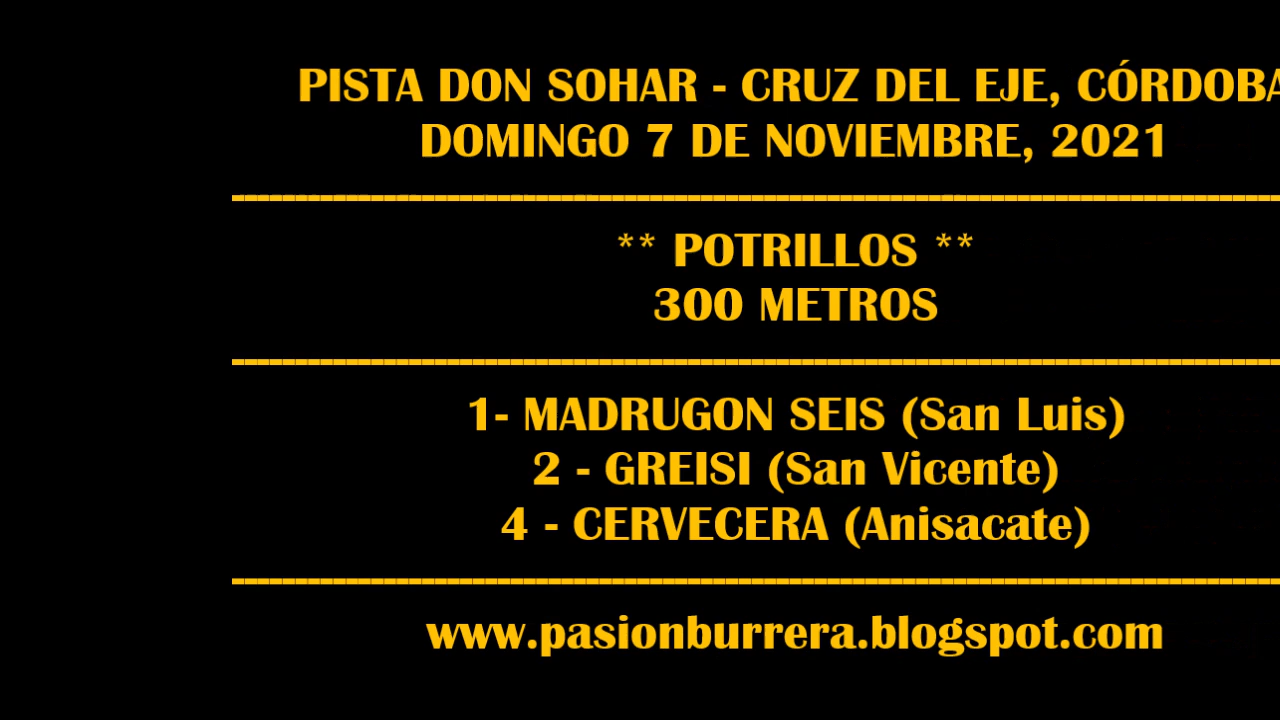 PISTA DON SOHAR - CRUZ DEL EJE, CÓRDOBA
DOMINGO 7 DE NOVIEMBRE, 2021
** POTRILLOS **
300 METROS
1- MADRUGON SEIS (San Luis)
2 - GREISI (San Vicente)
4 - CERVECERA (Anisacate)
www.pasionburrera.blogspot.com